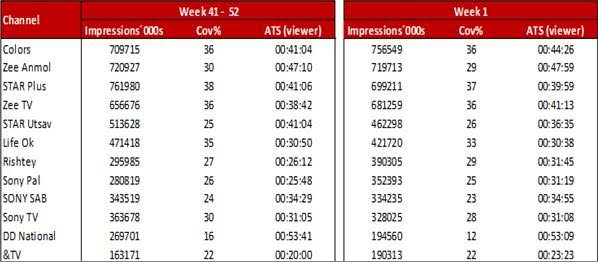 Channel Week 41 - 52 Week 1
Impressions´000s Cov% ATS (viewer) Impressions´000s Cov% ATS (viewer)
Colors 709715 36 00:41:04 756549 36 00:44:26
Zee Anmol 720927 30 00:47:10 719713 29 00:47:59
STAR Plus 761980 38 00:41:06 699211 37 00:39:59
Zee TV 656676 36 00:38:42 681259 36 00:41:13
STAR Utsav 513628 25 00:41:04 462298 26 00:36:35
Life Ok 471418 35 00:30:50 421720 33 00:30:38
Rishtey 295985 27 00:26:12 390305 29 00:31:45
Sony Pal 280819 26 00:25:48 352393 25 00:31:19
SONY SAB 343519 24 00:34:29 334235 23 00:34:55
Sony TV 363678 30 00:31:05 328025 28 00:31:08
DD National 269701 16 00:53:41 194560 12 00:53:09
&TV 163171 22 00:20:00 190313 22 00:23:23